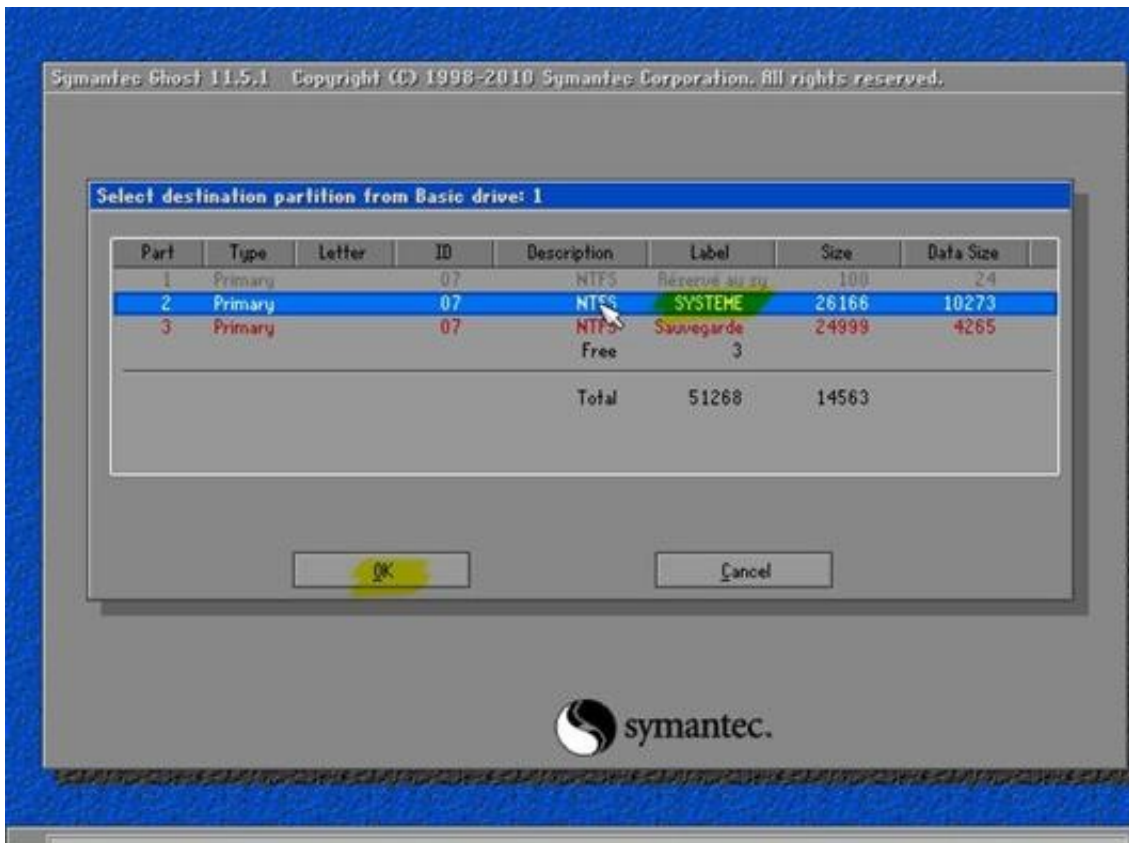 Symantec Ghost 11.5.1 Copyright (C) 1998-2010 Symantec Corporation. All rights reserved.
Select destination partition from Basic drive: 1
Part Type Letter ID Description Label Size Data Size
1 Primary 07 NTFS Réservé au sy 100 24
2 Primary 07 NTFS SYSTEME 26166 10273
3 Primary 07 NTFS Sauvegarde 24999 4265
Free 3
Total 51268 14563
OK Cancel
symantec.